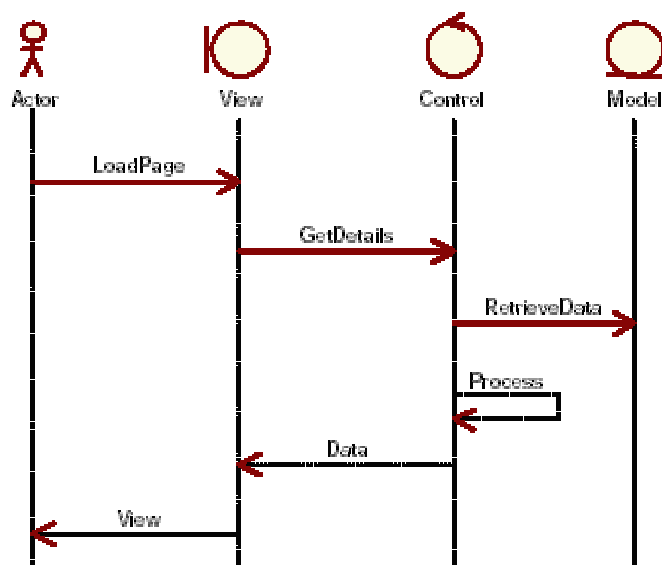 Actor
View
Control
Model
LoadPage
GetDetails
RetrieveData
Process
Data
View